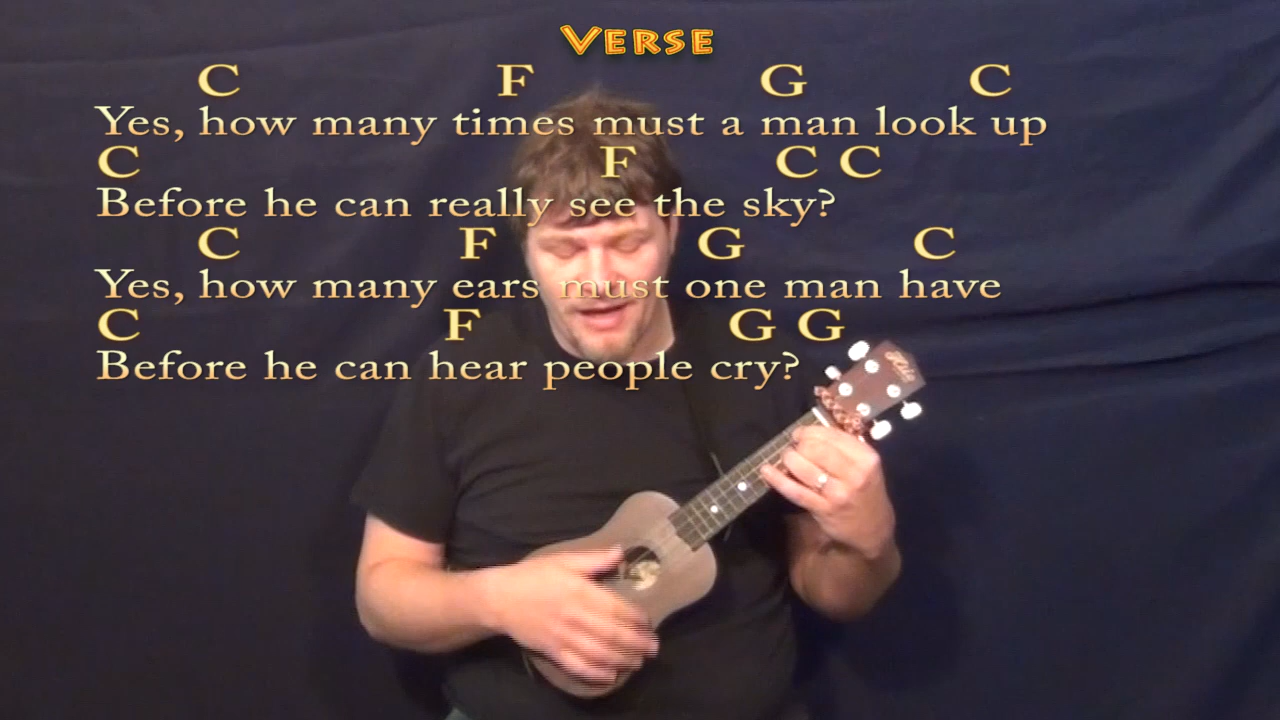 VERSE
C F G C
Yes, how many times must a man look up
C F C C
Before he can really see the sky?
C F G C
Yes, how many ears must one man have
C F G G
Before he can hear people cry?